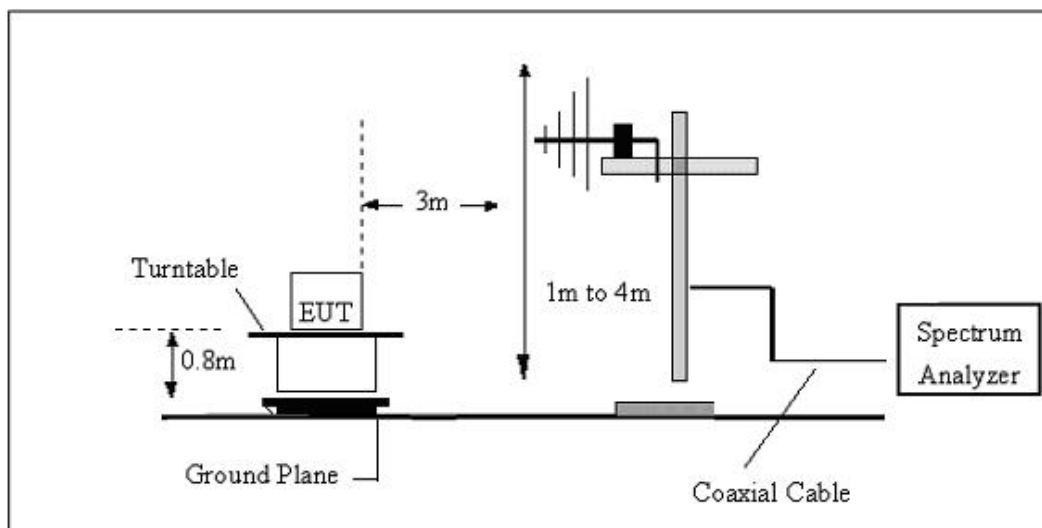 3m
Turntable
EUT
1m to 4m
0.8m
Spectrum
Analyzer
Ground Plane
Coaxial Cable